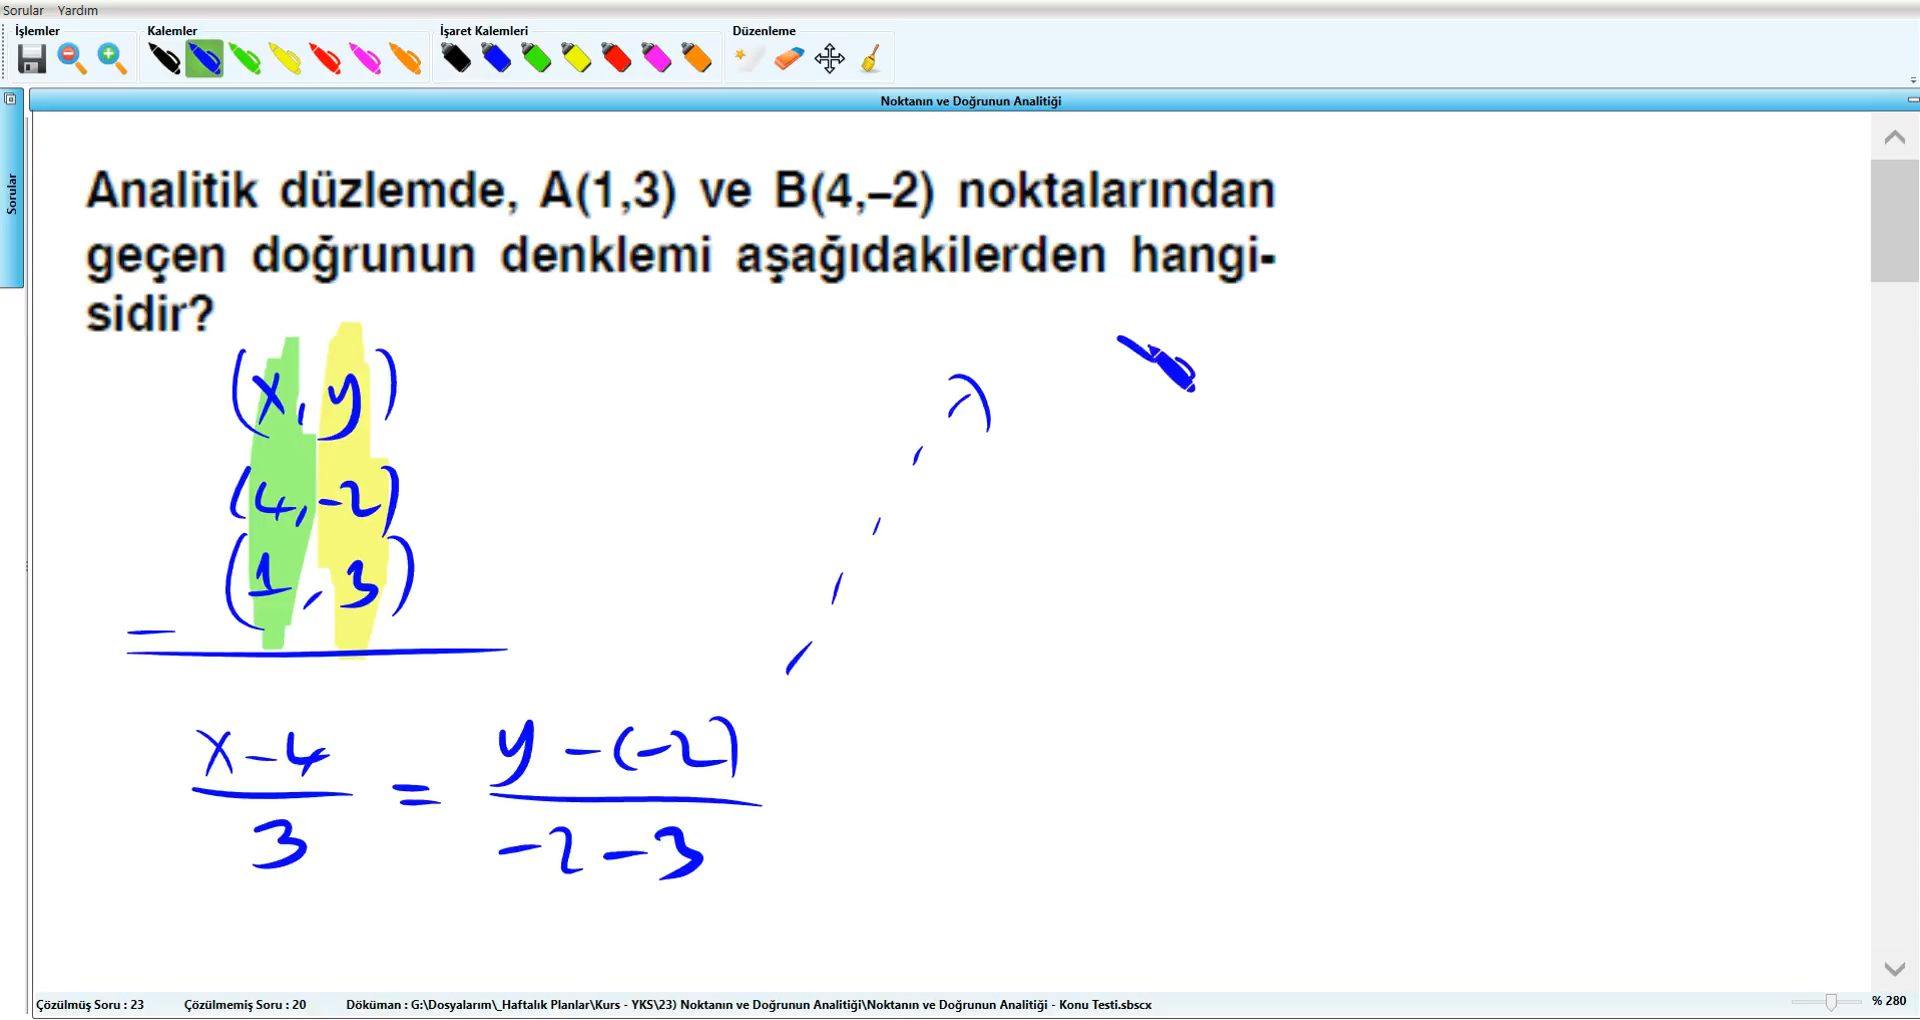 Sorular Yardım
İşlemler Kalemler İşaret Kalemleri Düzenleme
Noktanın ve Doğrunun Analitiği
Sorular
Analitik düzlemde, A(1,3) ve B(4,–2) noktalarından
geçen doğrunun denklemi aşağıdakilerden hangi-
sidir?
(x, y)
(4, -2)
(1, 3)
x - 4 = y - (-2)
3 -2 - 3
Çözülmüş Soru : 23 Çözülmemiş Soru : 20 Döküman : G:\Dosyalarım\_Haftalık Planlar\Kurs - YKS\23) Noktanın ve Doğrunun Analitiği\Noktanın ve Doğrunun Analitiği - Konu Testi.sbscx % 280